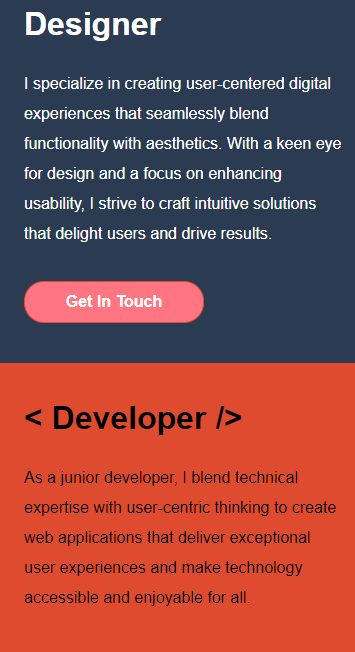 Designer
I specialize in creating user-centered digital
experiences that seamlessly blend
functionality with aesthetics. With a keen eye
for design and a focus on enhancing
usability, I strive to craft intuitive solutions
that delight users and drive results.
Get In Touch
< Developer />
As a junior developer, I blend technical
expertise with user-centric thinking to create
web applications that deliver exceptional
user experiences and make technology
accessible and enjoyable for all.